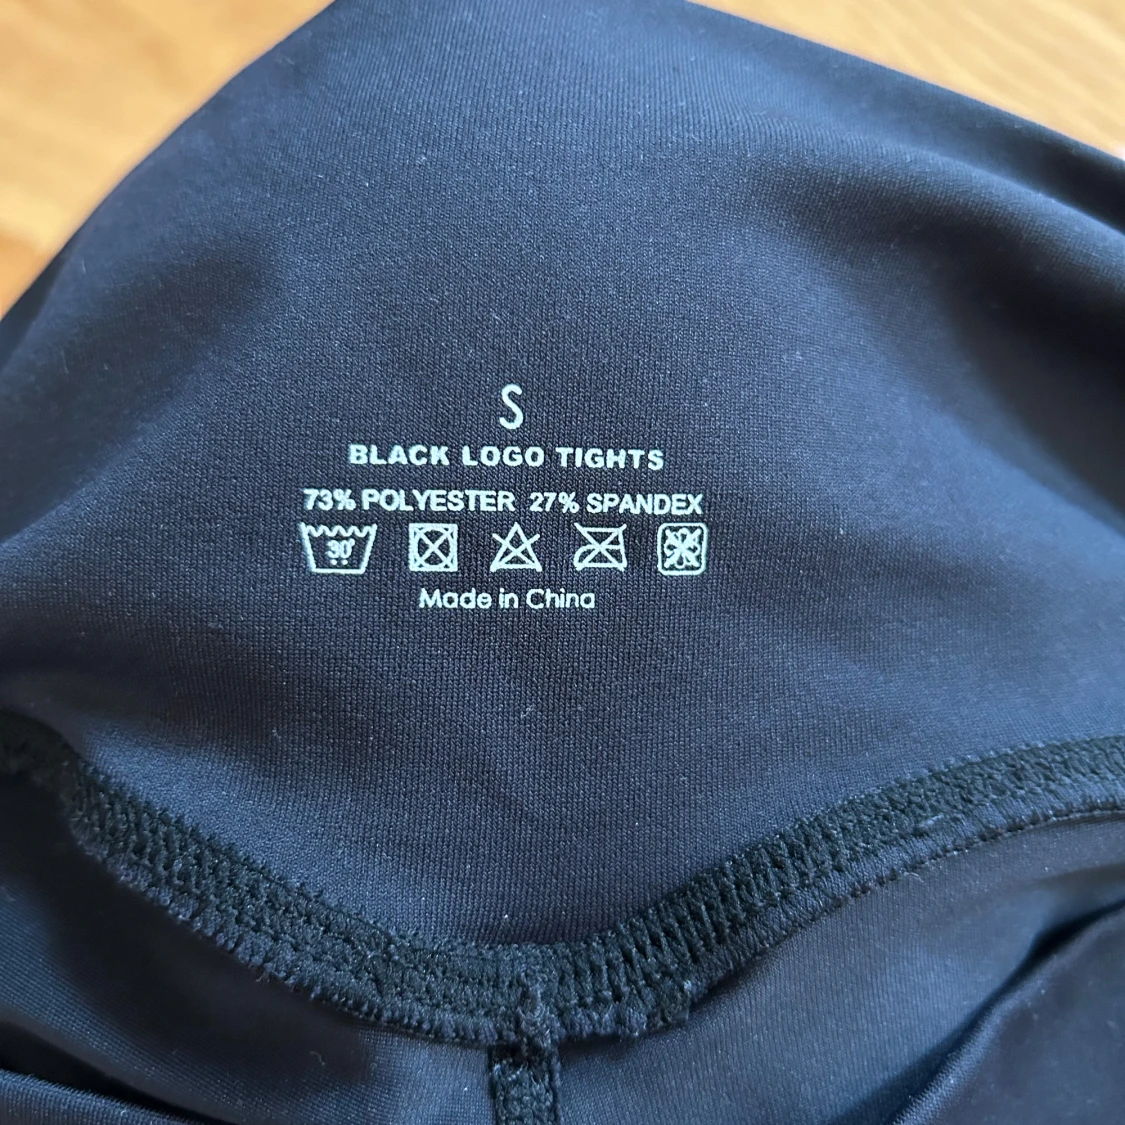 S
BLACK LOGO TIGHTS
73% POLYESTER 27% SPANDEX
30°
Made in China